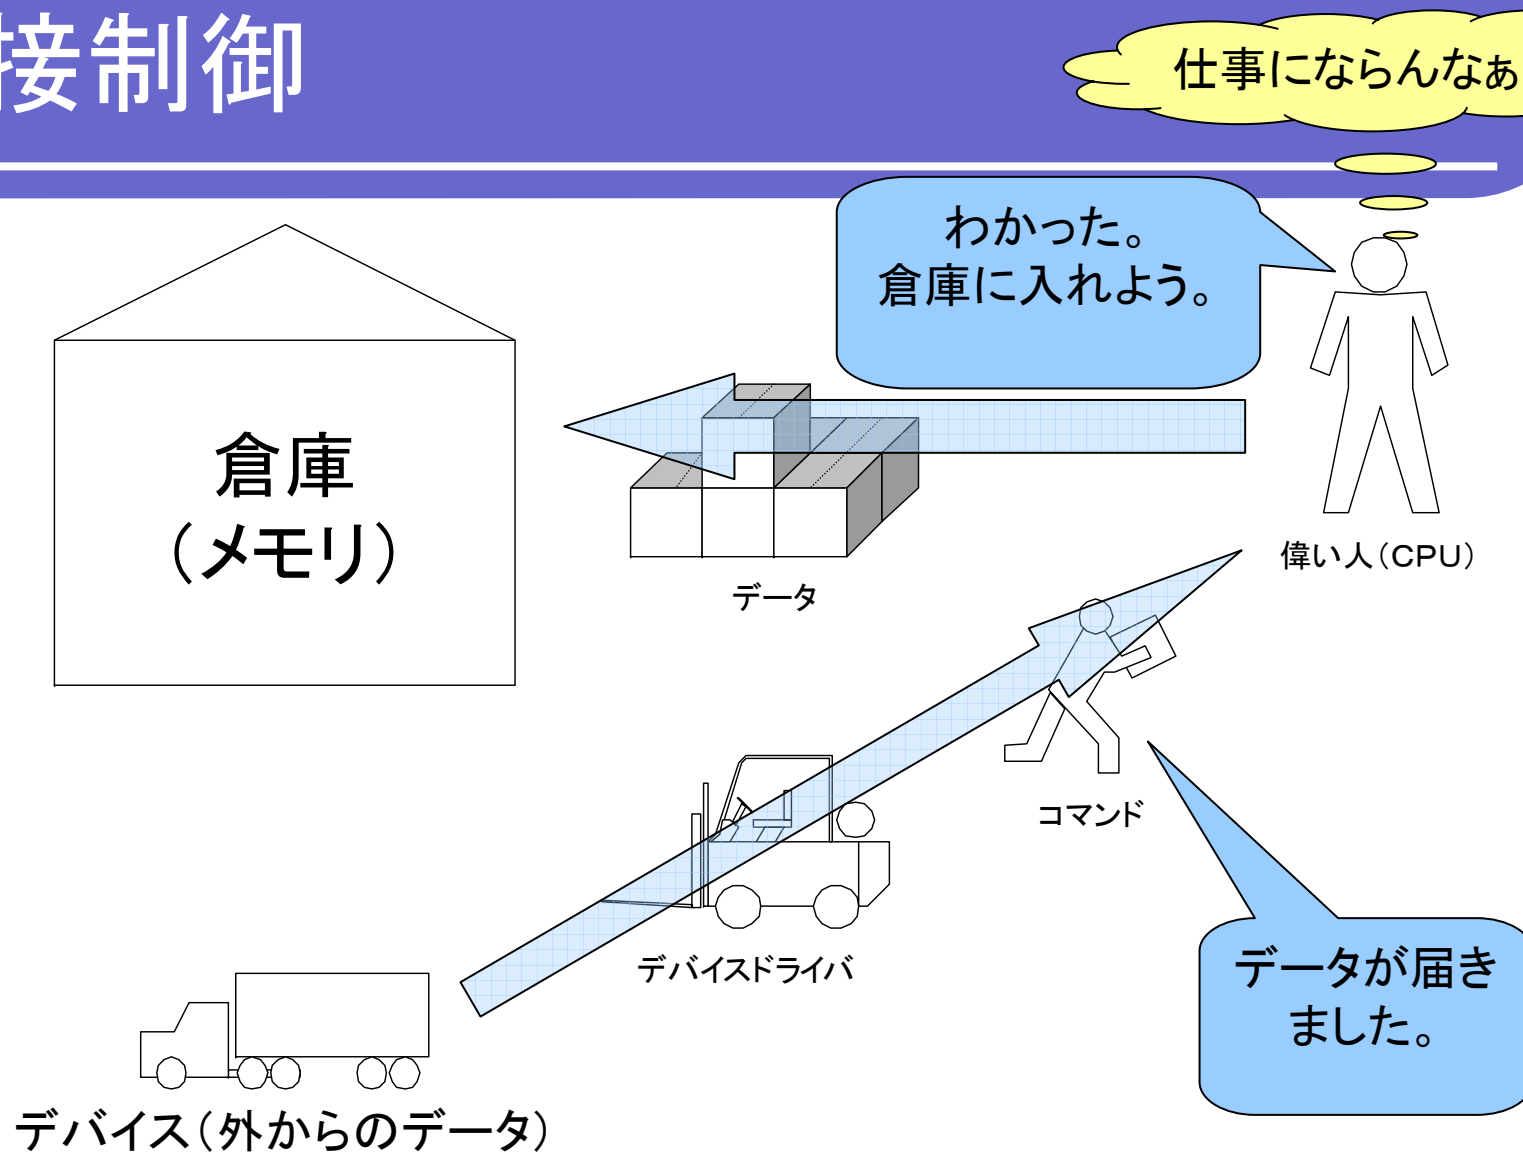 接制御
仕事にならんなぁ
わかった。
倉庫に入れよう。
倉庫
（メモリ）
データ
偉い人（CPU）
コマンド
デバイスドライバ
データが届き
ました。
デバイス（外からのデータ）